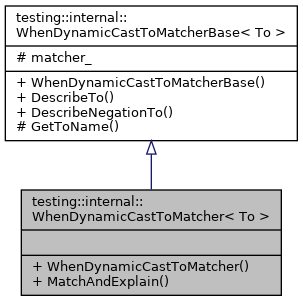 testing::internal::
WhenDynamicCastToMatcherBase< To >
# matcher_
+ WhenDynamicCastToMatcherBase()
+ DescribeTo()
+ DescribeNegationTo()
# GetToName()
testing::internal::
WhenDynamicCastToMatcher< To >
+ WhenDynamicCastToMatcher()
+ MatchAndExplain()